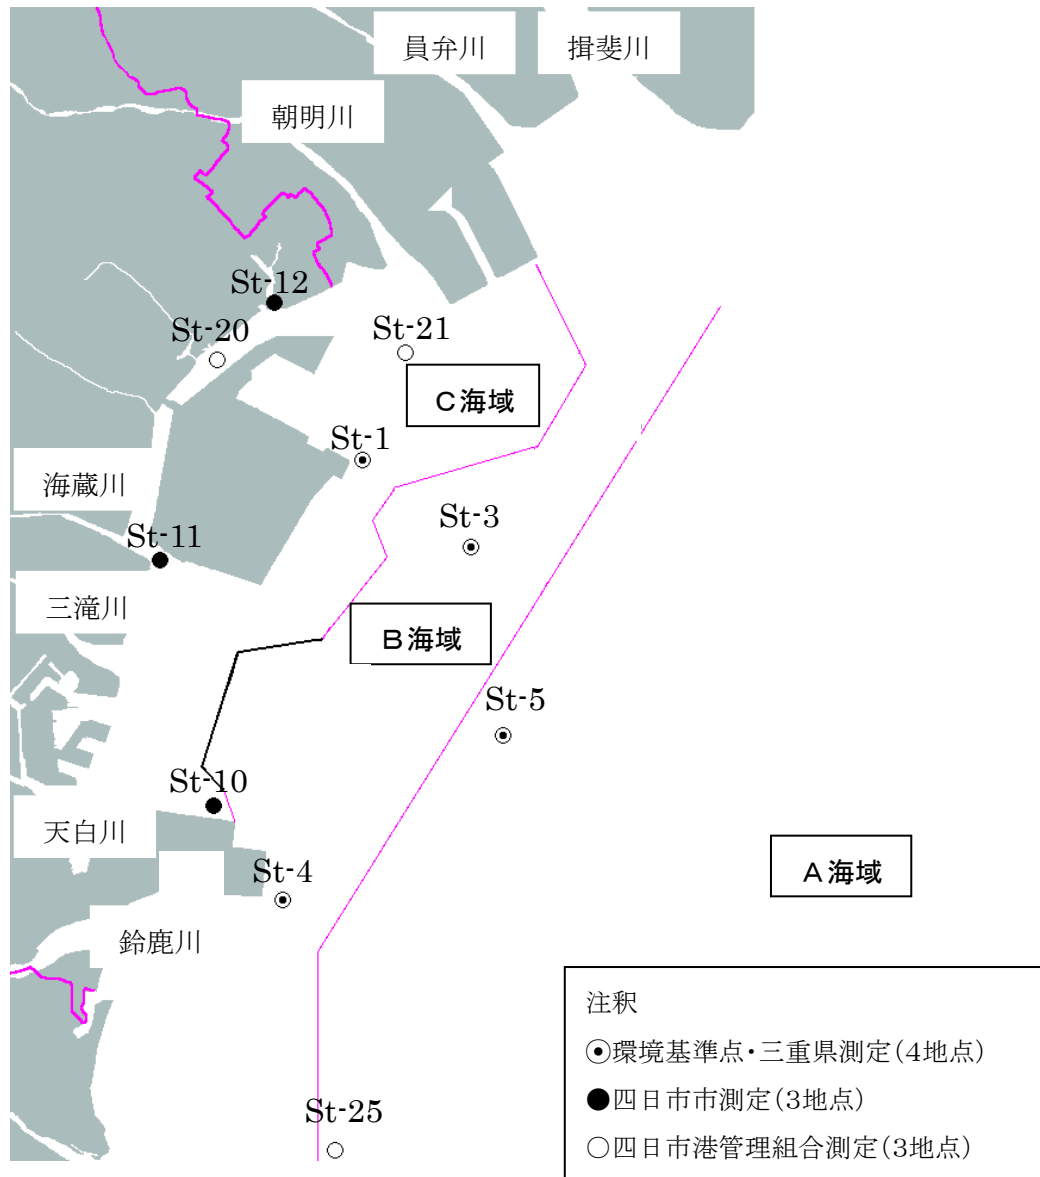 員弁川
揖斐川
朝明川
St-12
St-20
St-21
C海域
St-1
海蔵川
St-3
St-11
三滝川
B海域
St-5
St-10
天白川
A海域
St-4
鈴鹿川
注釈
◉環境基準点・三重県測定(4地点)
●四日市市測定(3地点)
St-25
○四日市港管理組合測定(3地点)